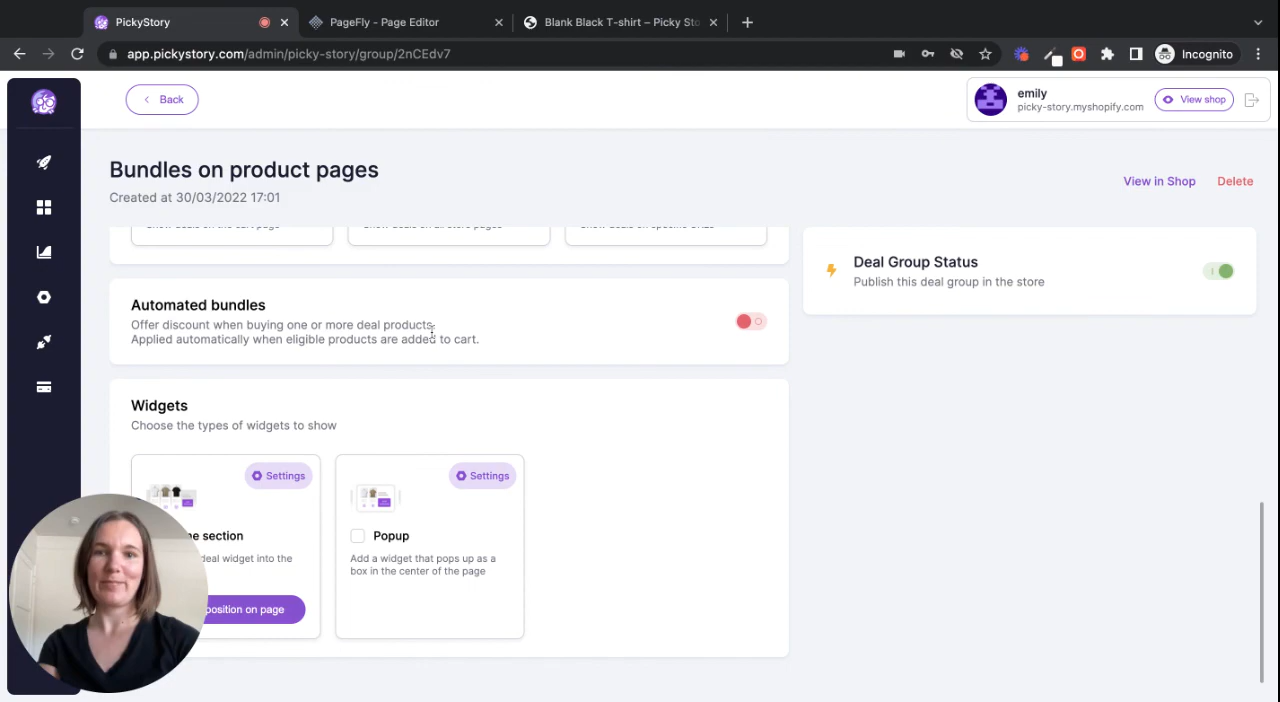 PickyStory
PageFly - Page Editor
Blank Black T-shirt – Picky Sto
app.pickystory.com/admin/picky-story/group/2nCEdv7
Incognito
Back
emily
picky-story.myshopify.com
View shop
Bundles on product pages
Created at 30/03/2022 17:01
View in Shop
Delete
Show deals on the cart page
Show deals on all store pages
Show deals on specific URLs
Deal Group Status
Publish this deal group in the store
Automated bundles
Offer discount when buying one or more deal products.
Applied automatically when eligible products are added to cart.
Widgets
Choose the types of widgets to show
Settings
Settings
section
Popup
deal widget into the
Add a widget that pops up as a
box in the center of the page
position on page